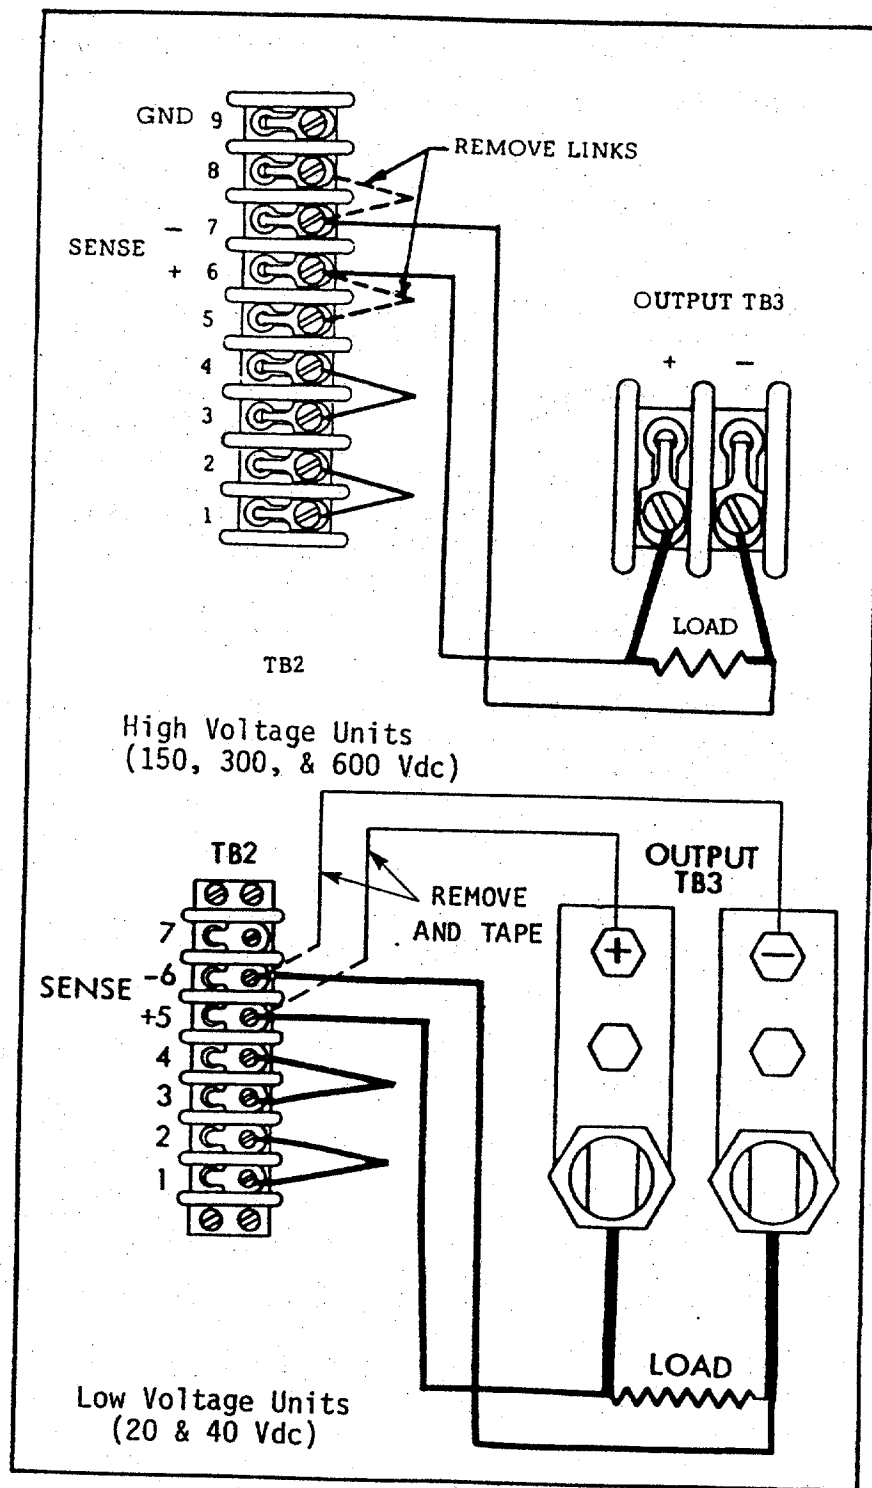 GND 9
8
REMOVE LINKS
- 7
SENSE
+ 6
5
OUTPUT TB3
+ -
4
3
2
1
LOAD
TB2
High Voltage Units
(150, 300, & 600 Vdc)
TB2
OUTPUT
TB3
REMOVE
AND TAPE
7
+ -
SENSE
-6
+5
4
3
2
1
LOAD
Low Voltage Units
(20 & 40 Vdc)